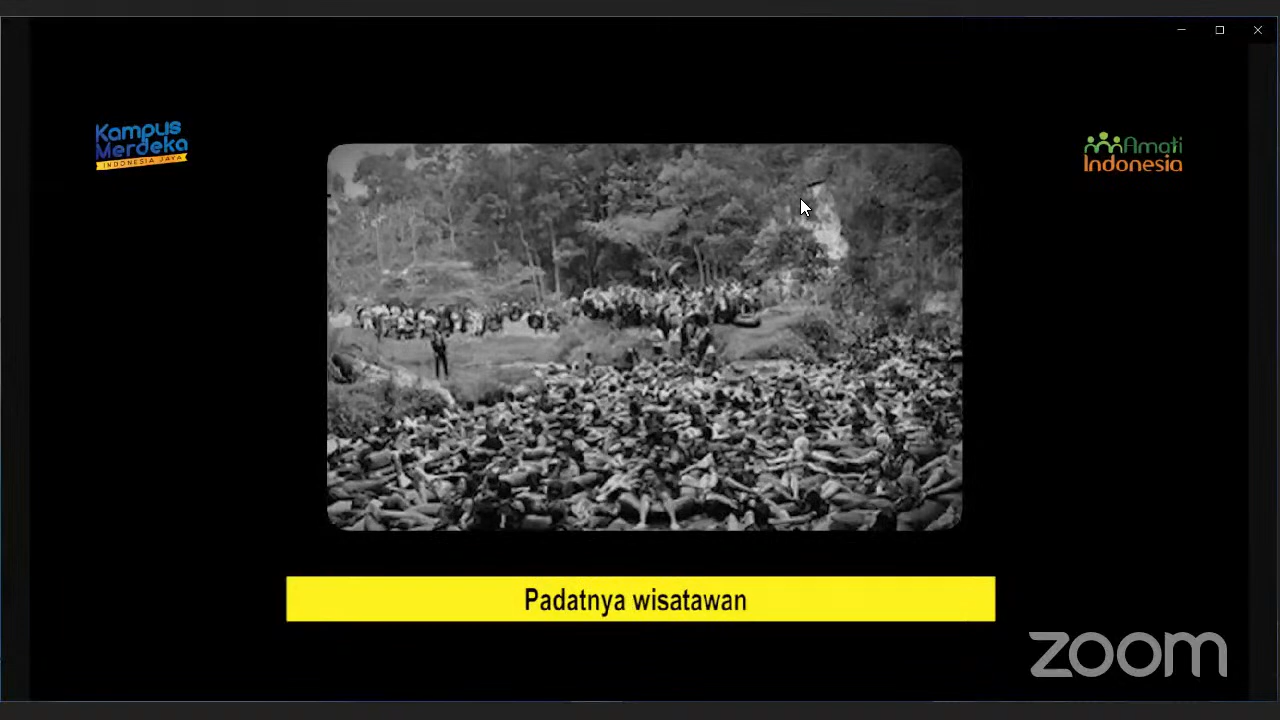 Kampus
Merdeka
INDONESIA JAYA
Amati
Indonesia
Padatnya wisatawan
zoom